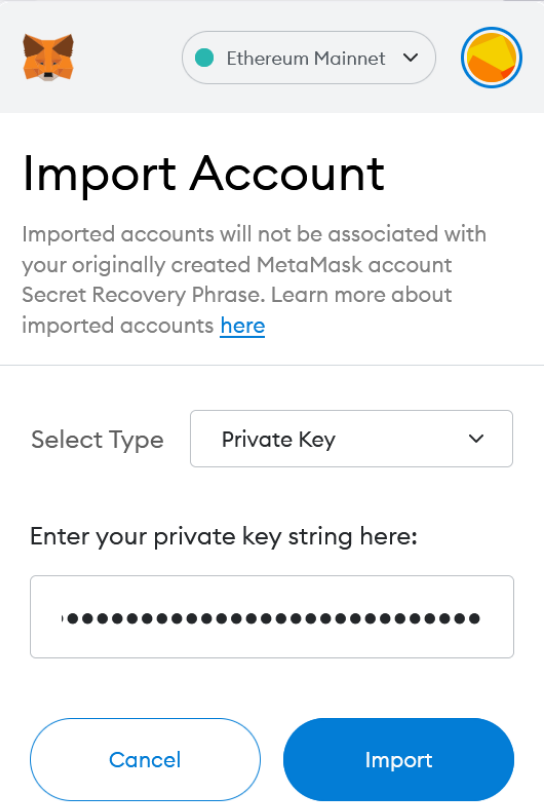 Ethereum Mainnet
Import Account
Imported accounts will not be associated with
your originally created MetaMask account
Secret Recovery Phrase. Learn more about
imported accounts here
Select Type
Private Key
Enter your private key string here:
Cancel
Import